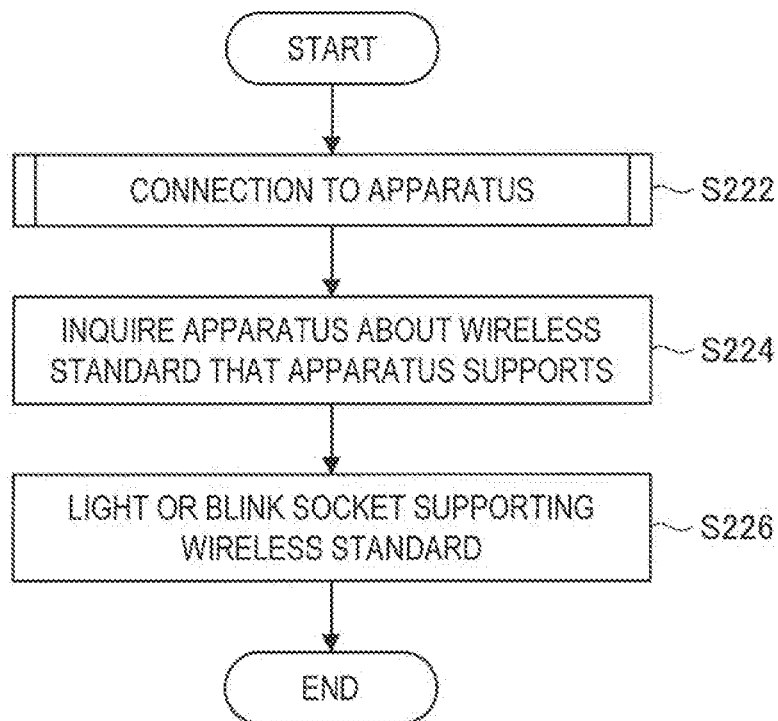 START
CONNECTION TO APPARATUS
S222
INQUIRE APPARATUS ABOUT WIRELESS
STANDARD THAT APPARATUS SUPPORTS
S224
LIGHT OR BLINK SOCKET SUPPORTING
WIRELESS STANDARD
S226
END